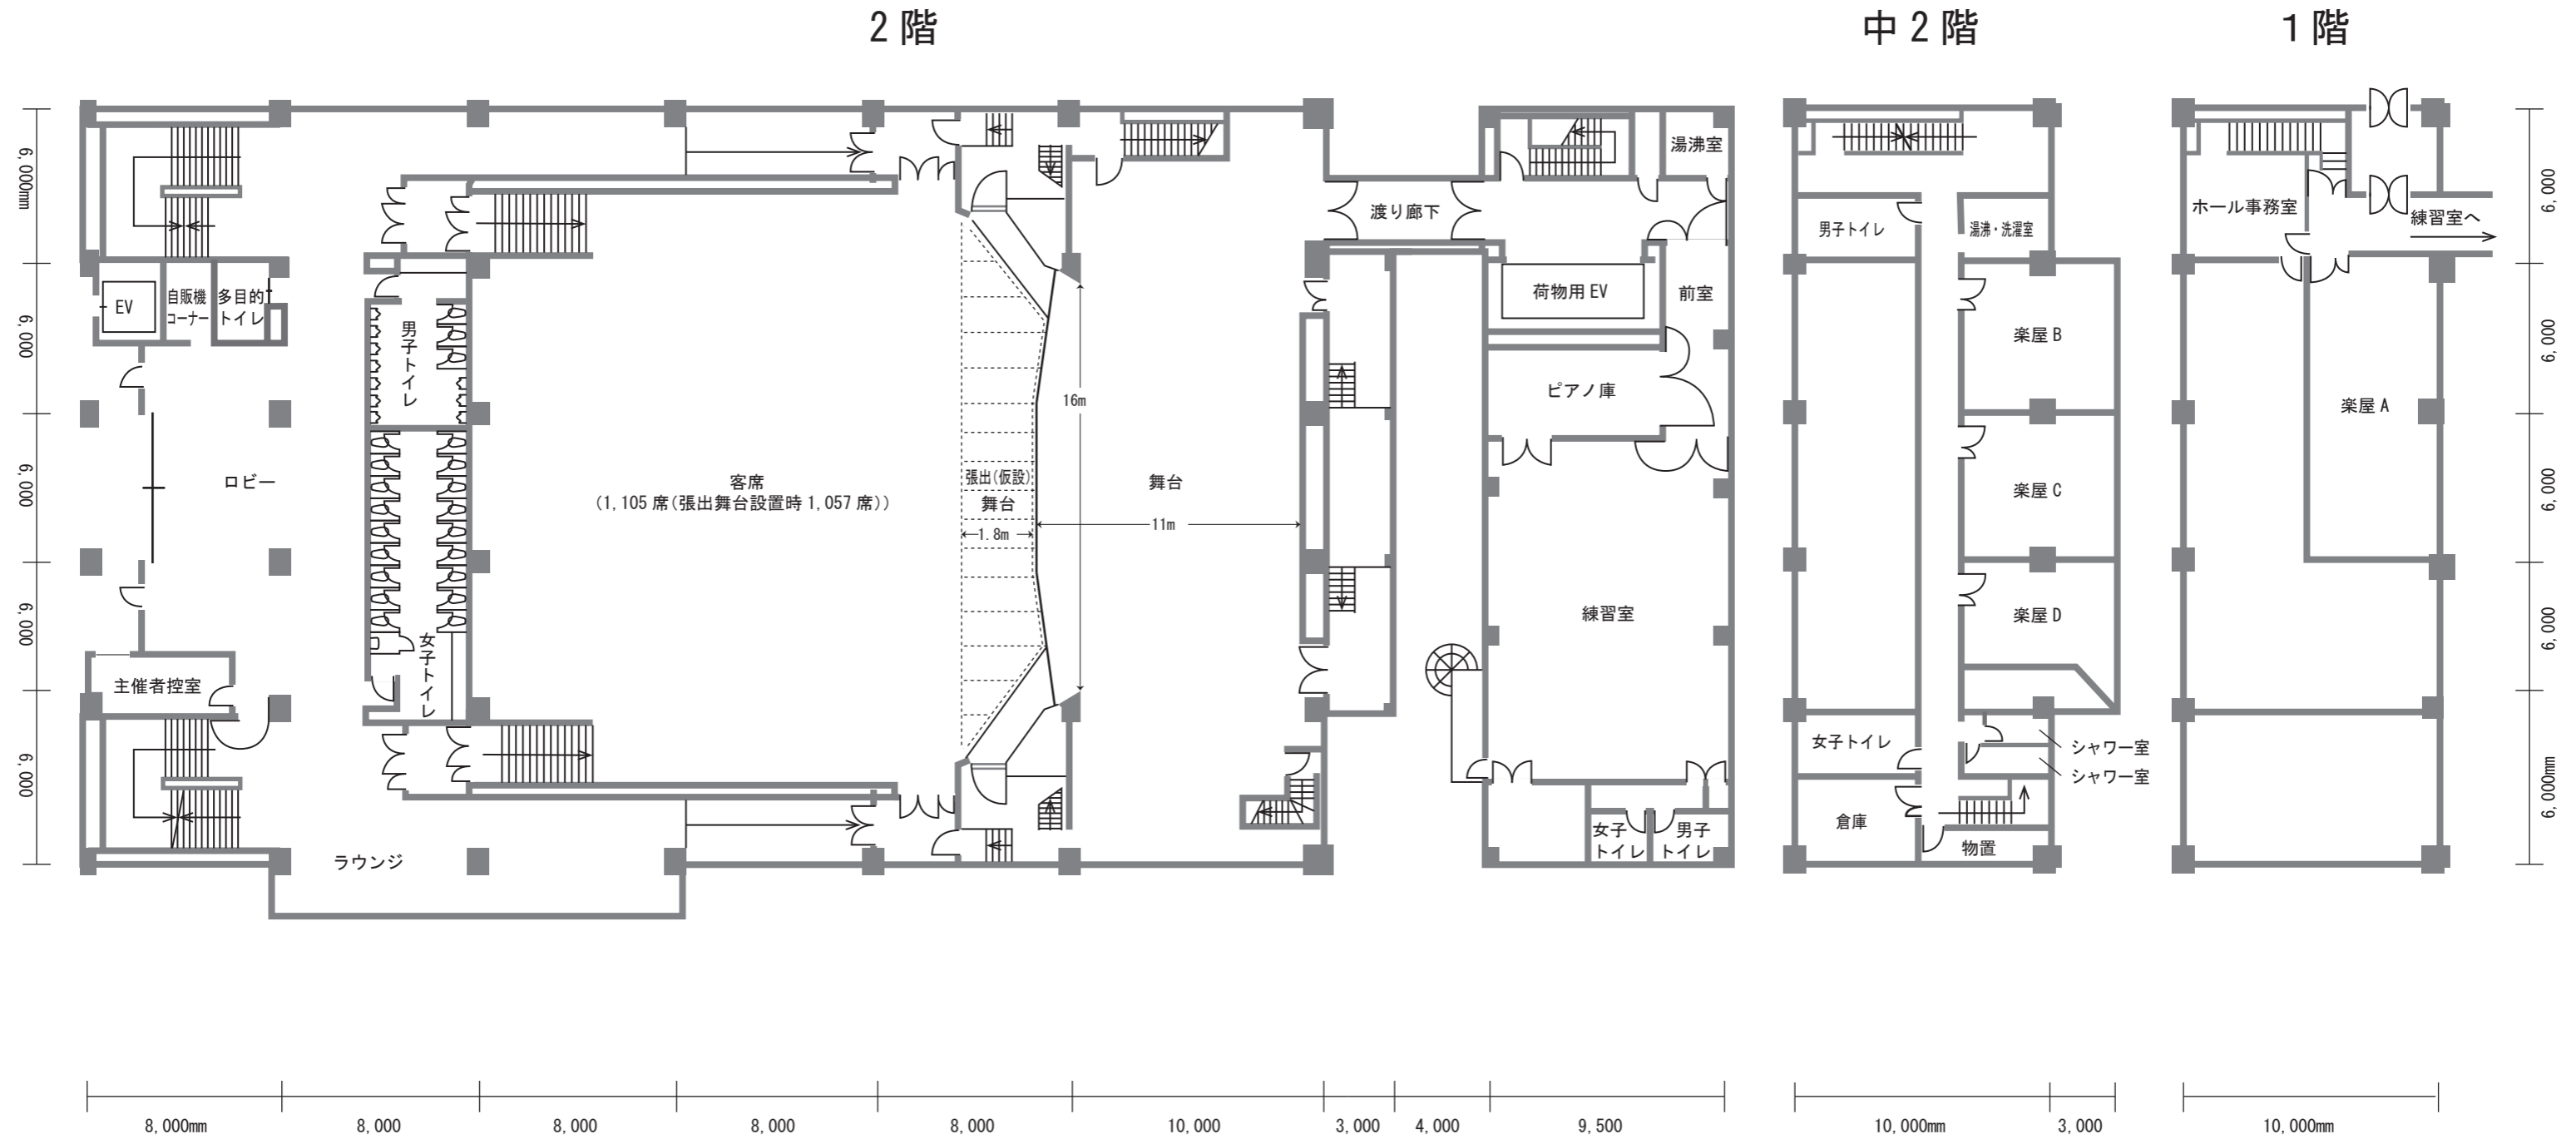 2階
中2階
1階
湯沸室
渡り廊下
荷物用EV
前室
ピアノ庫
練習室
女子
トイレ
男子
トイレ
EV
自販機
コーナー
多目的
トイレ
男子トイレ
女子トイレ
ロビー
主催者控室
ラウンジ
客席
(1,105席(張出舞台設置時1,057席))
張出(仮設)
舞台
1.8m
舞台
16m
11m
男子トイレ
湯沸・洗濯室
楽屋B
楽屋C
楽屋D
女子トイレ
シャワー室
シャワー室
倉庫
物置
ホール事務室
練習室へ
楽屋A
6,000mm
6,000
6,000
6,000
6,000
6,000
6,000
6,000
6,000
6,000mm
8,000mm
8,000
8,000
8,000
8,000
10,000
3,000
4,000
9,500
10,000mm
3,000
10,000mm